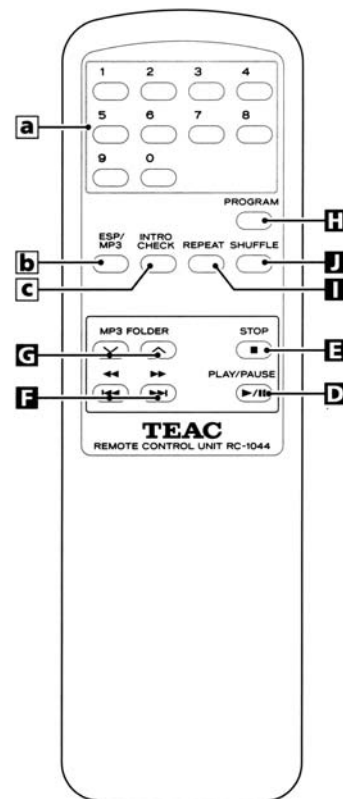 1 2 3 4
a
5 6 7 8
9 0
PROGRAM
H
ESP/ MP3
INTRO CHECK
REPEAT
SHUFFLE
b
J
c
I
MP3 FOLDER
STOP
G
E
PLAY/PAUSE
F
D
TEAC
REMOTE CONTROL UNIT RC-1044